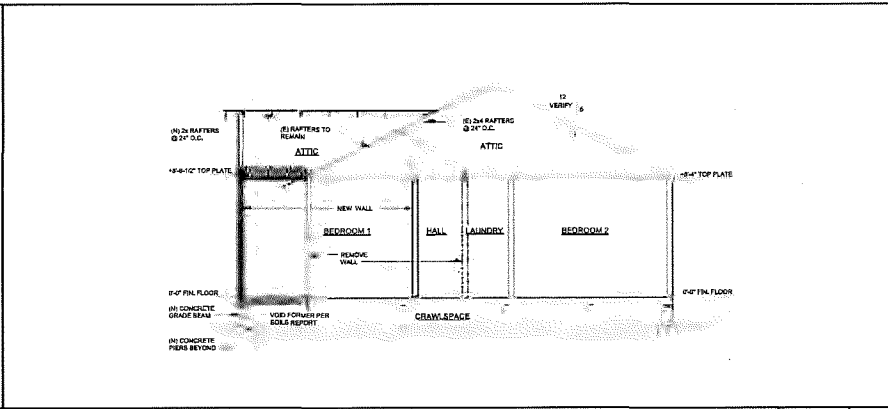 12
VERIFY 6
(N) 2x RAFTERS
@ 24" O.C.
(E) RAFTERS TO
REMAIN
(E) 2x4 RAFTERS
@ 24" O.C.
ATTIC
ATTIC
+8'-8-1/2" TOP PLATE
+8'-4" TOP PLATE
NEW WALL
BEDROOM 1
HALL
LAUNDRY
BEDROOM 2
REMOVE
WALL
0'-0" FIN. FLOOR
0'-0" FIN. FLOOR
(N) CONCRETE
GRADE BEAM
VOID FORMER PER
SOILS REPORT
CRAWLSPACE
(N) CONCRETE
PIERS BEYOND